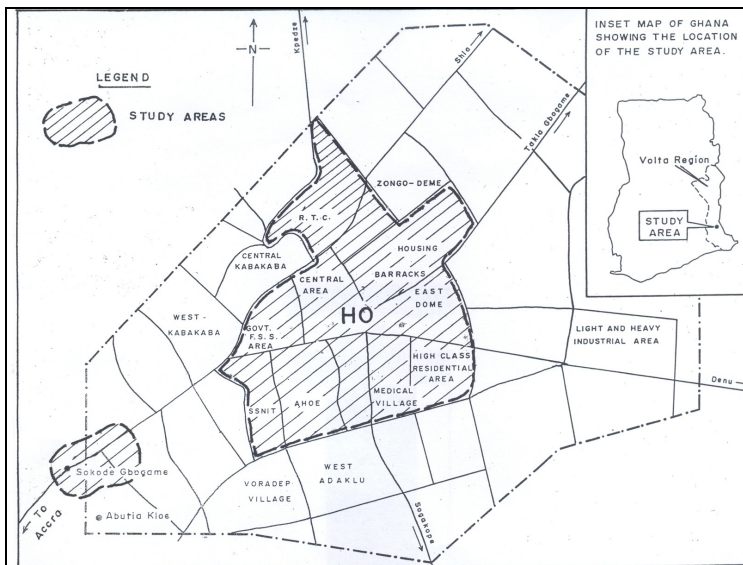 INSET MAP OF GHANA
SHOWING THE LOCATION
OF THE STUDY AREA.
Volta Region
STUDY
AREA
N
LEGEND
STUDY AREAS
Kpedze
Shia
Takla Gbogame
ZONGO-DEME
R.T.C.
HOUSING
CENTRAL
KABAKABA
BARRACKS
CENTRAL
AREA
EAST
DOME
WEST-
KABAKABA
HO
GOVT.
F.S.S.
AREA
LIGHT AND HEAVY
INDUSTRIAL AREA
HIGH CLASS
RESIDENTIAL
AREA
Denu
MEDICAL
VILLAGE
SSNIT
AHOE
WEST
ADAKLU
VORADEP
VILLAGE
Sokode Gbogame
Abutia Kloe
To
Accra
Sogakope